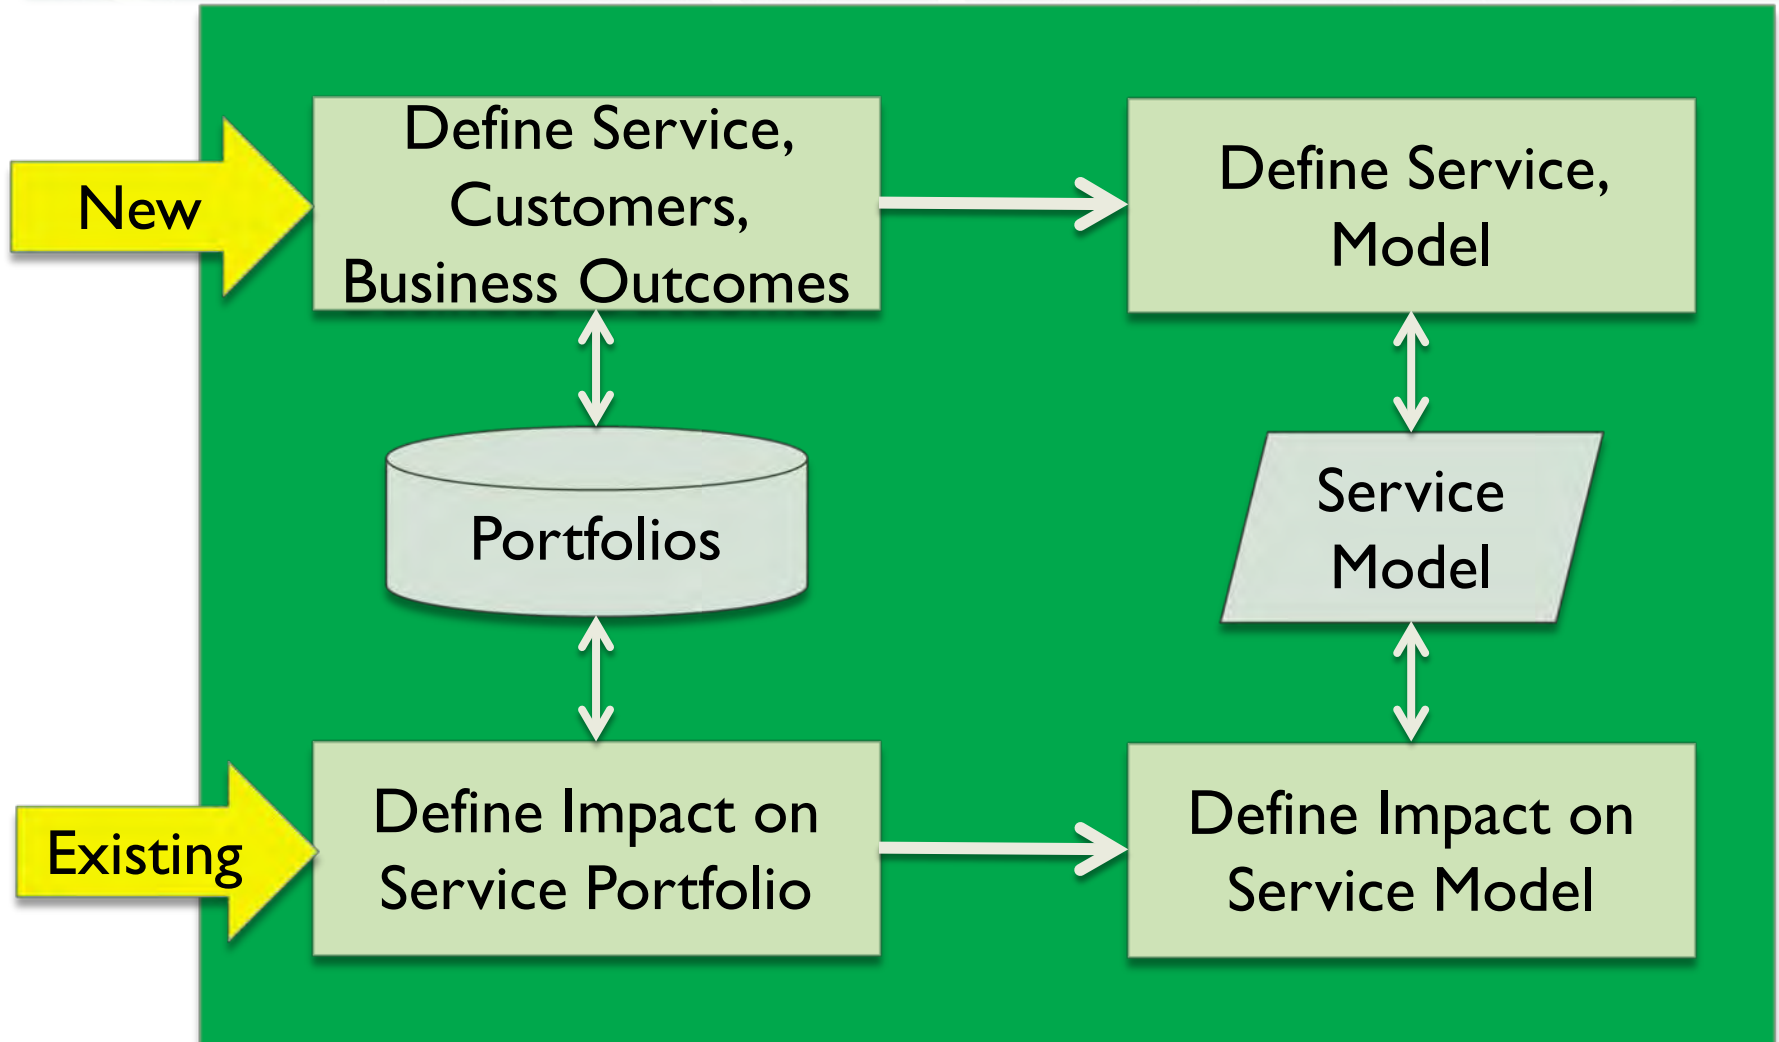 New
Define Service,
Customers,
Business Outcomes
Define Service,
Model
Portfolios
Service
Model
Existing
Define Impact on
Service Portfolio
Define Impact on
Service Model